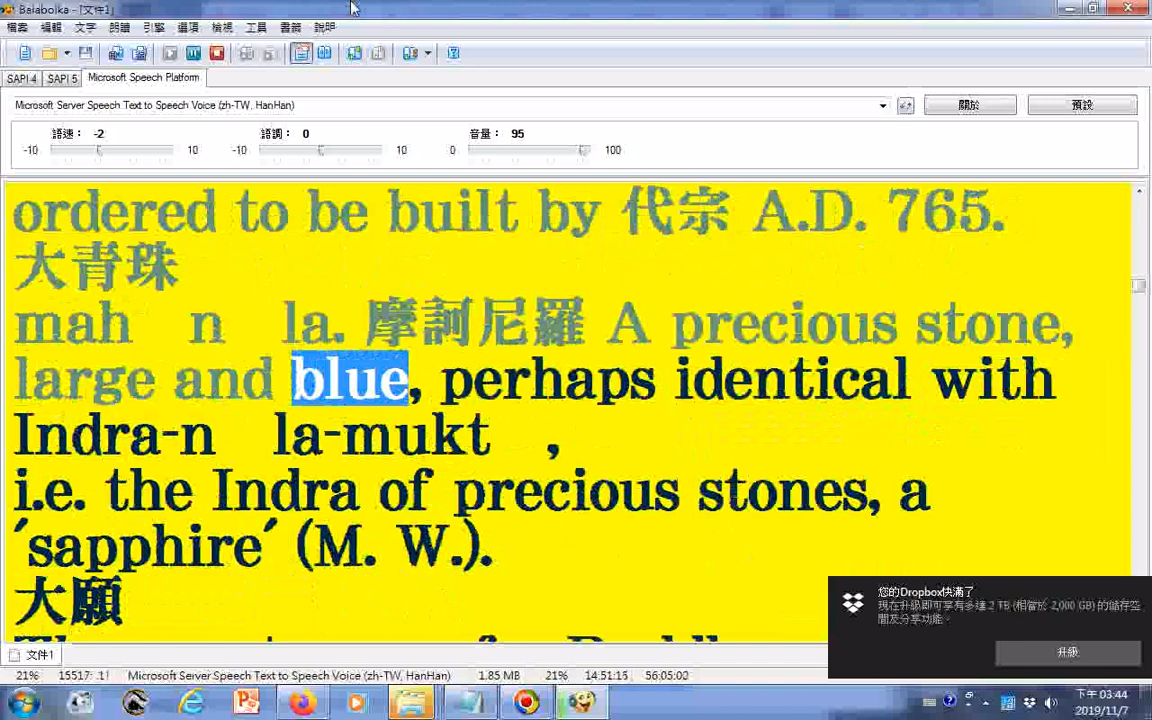 Balabolka - [文件1]
檔案 編輯 文字 朗讀 引擎 選項 檢視 工具 書籤 說明
SAPI 4 SAPI 5 Microsoft Speech Platform
Microsoft Server Speech Text to Speech Voice (zh-TW, HanHan) 關於 預設
語速： -2 語調： 0 音量： 95
-10 10 -10 10 0 100
ordered to be built by 代宗 A.D. 765.
大青珠
mah n la. 摩訶尼羅 A precious stone,
large and blue, perhaps identical with
Indra-n la-mukt ,
i.e. the Indra of precious stones, a
'sapphire' (M. W.).
大願
您的Dropbox快滿了
現在升級即可享有多達 2 TB (相當於 2,000 GB) 的儲存空
間及分享功能。
升級
文件1
21% Microsoft Server Speech Text to Speech Voice (zh-TW, HanHan) 1.85 MB 21% 14:51:15 56:05:02
下午 03:44
2019/11/7